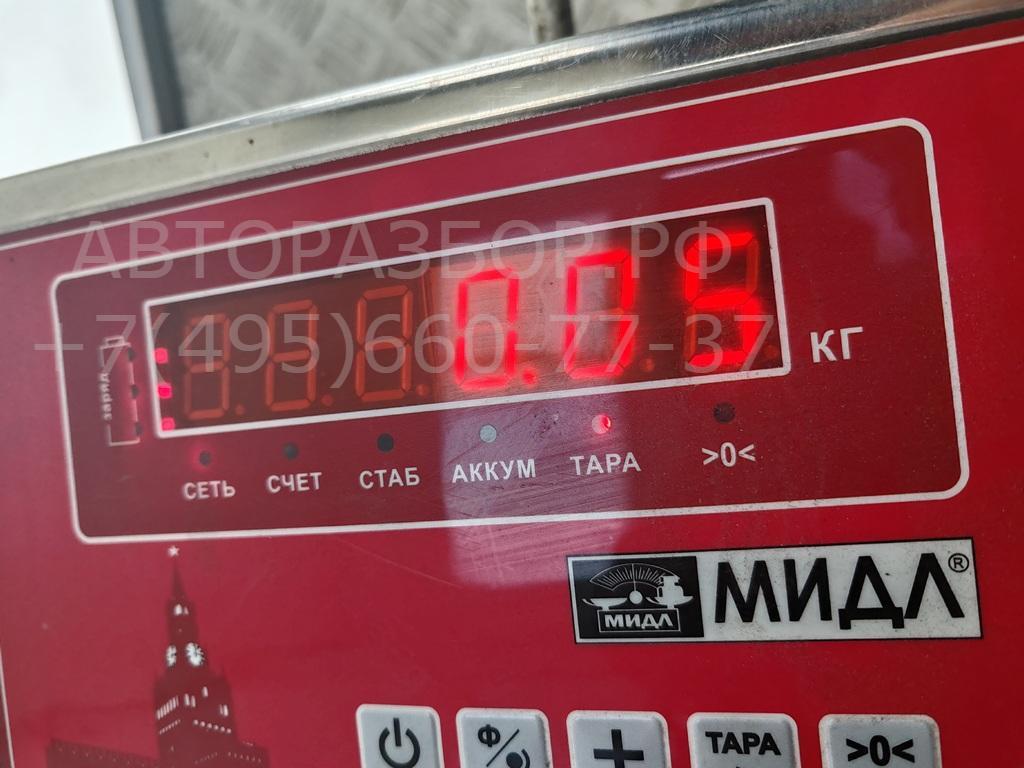 АВТОРАЗБОР.РФ
+7(495)660-77-37
0.05
КГ
заряд
СЕТЬ СЧЕТ СТАБ АККУМ ТАРА >0<
МИДЛ МИДЛ®
Ф + ТАРА >0<